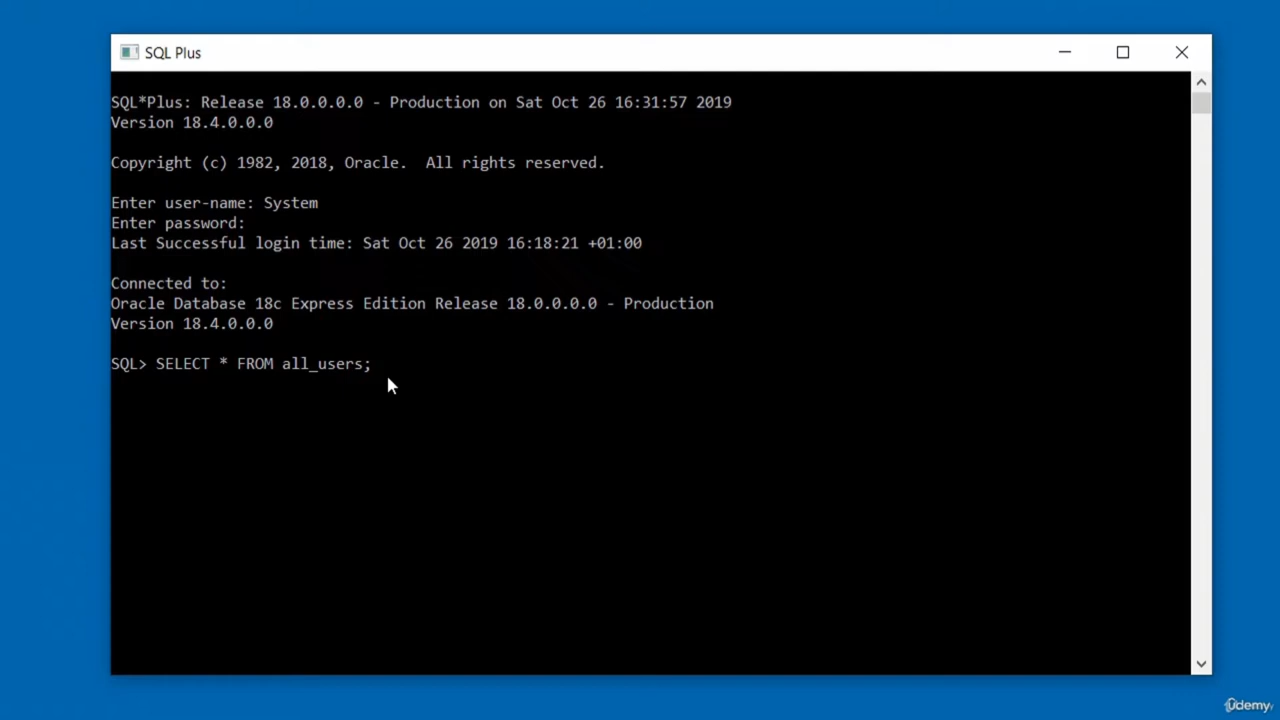 SQL Plus
SQL*Plus: Release 18.0.0.0.0 - Production on Sat Oct 26 16:31:57 2019
Version 18.4.0.0.0
Copyright (c) 1982, 2018, Oracle.  All rights reserved.
Enter user-name: System
Enter password:
Last Successful login time: Sat Oct 26 2019 16:18:21 +01:00
Connected to:
Oracle Database 18c Express Edition Release 18.0.0.0.0 - Production
Version 18.4.0.0.0
SQL> SELECT * FROM all_users;
Udemy